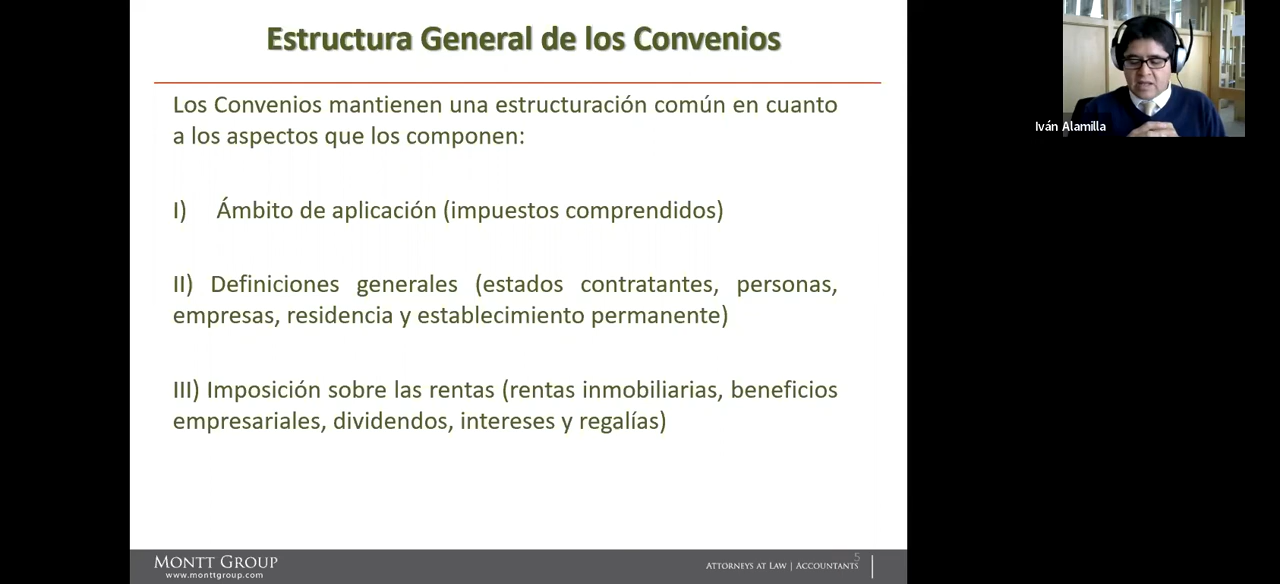 Estructura General de los Convenios
Los Convenios mantienen una estructuración común en cuanto
a los aspectos que los componen:
I) Ámbito de aplicación (impuestos comprendidos)
II) Definiciones generales (estados contratantes, personas,
empresas, residencia y establecimiento permanente)
III) Imposición sobre las rentas (rentas inmobiliarias, beneficios
empresariales, dividendos, intereses y regalías)
Montt Group
www.monttgroup.com
Attorneys at Law | Accountants
5
Iván Alamilla